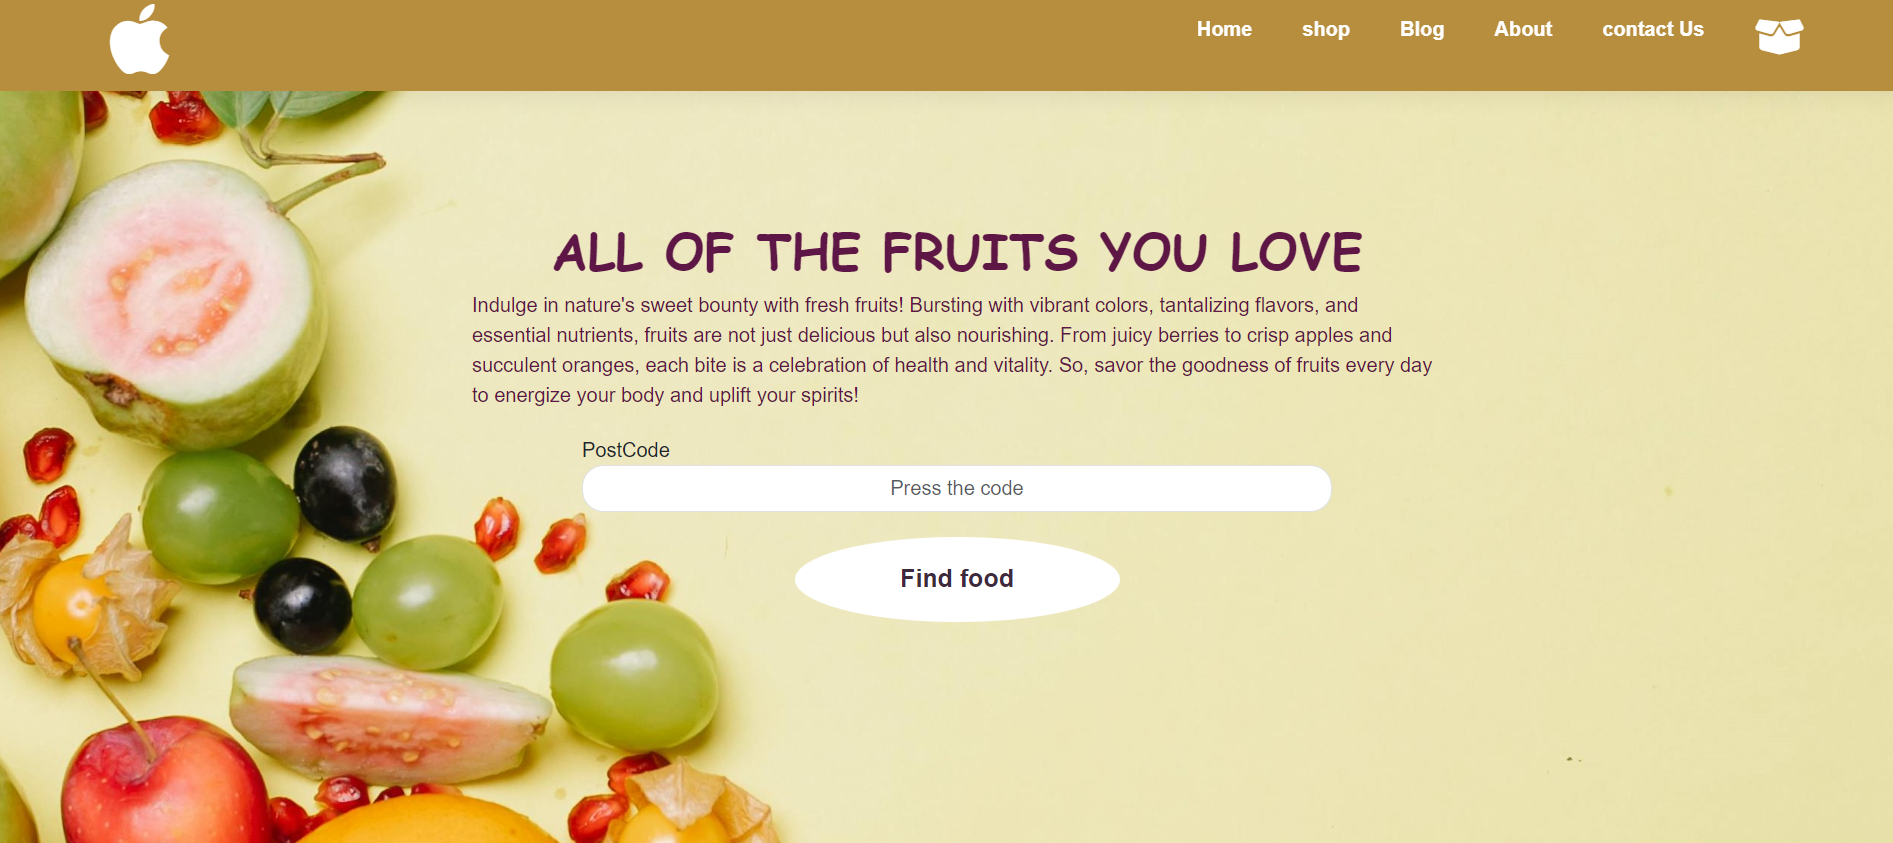 Home shop Blog About contact Us
ALL OF THE FRUITS YOU LOVE
Indulge in nature's sweet bounty with fresh fruits! Bursting with vibrant colors, tantalizing flavors, and
essential nutrients, fruits are not just delicious but also nourishing. From juicy berries to crisp apples and
succulent oranges, each bite is a celebration of health and vitality. So, savor the goodness of fruits every day
to energize your body and uplift your spirits!
PostCode
Press the code
Find food